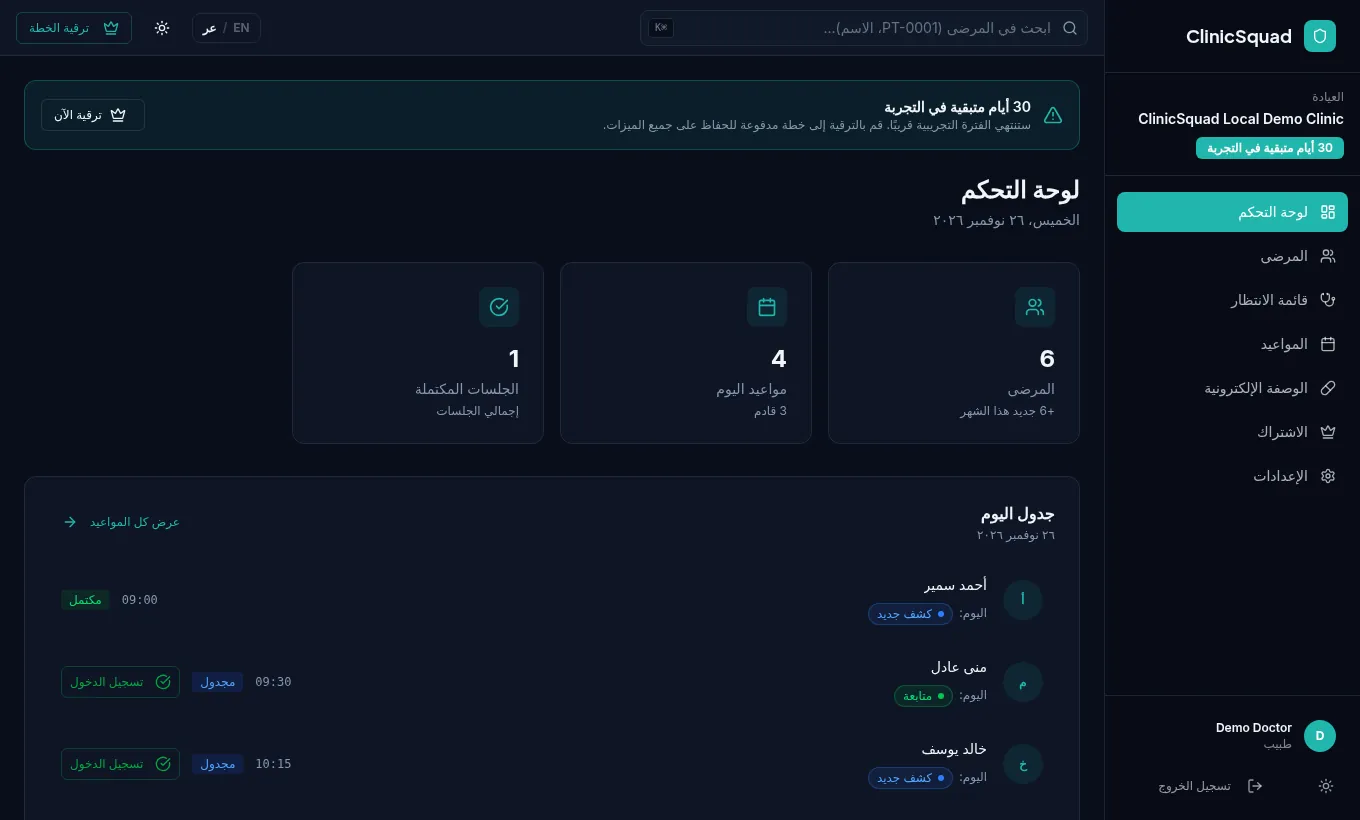 ClinicSquad
العيادة
ClinicSquad Local Demo Clinic
30 أيام متبقية في التجربة
لوحة التحكم
المرضى
قائمة الانتظار
المواعيد
الوصفة الإلكترونية
الاشتراك
الإعدادات
Demo Doctor
D
طبيب
تسجيل الخروج
ابحث في المرضى (PT-0001، الاسم)...
⌘K
EN / عر
ترقية الخطة
30 أيام متبقية في التجربة
ستنتهي الفترة التجريبية قريبًا. قم بالترقية إلى خطة مدفوعة للحفاظ على جميع الميزات.
ترقية الآن
لوحة التحكم
الخميس، ٢٦ نوفمبر ٢٠٢٦
6
المرضى
+6 جديد هذا الشهر
4
مواعيد اليوم
3 قادم
1
الجلسات المكتملة
إجمالي الجلسات
جدول اليوم
٢٦ نوفمبر ٢٠٢٦
عرض كل المواعيد
أ
أحمد سمير
اليوم: كشف جديد
09:00
مكتمل
م
منى عادل
اليوم: متابعة
09:30
مجدول
تسجيل الدخول
خ
خالد يوسف
اليوم: كشف جديد
10:15
مجدول
تسجيل الدخول